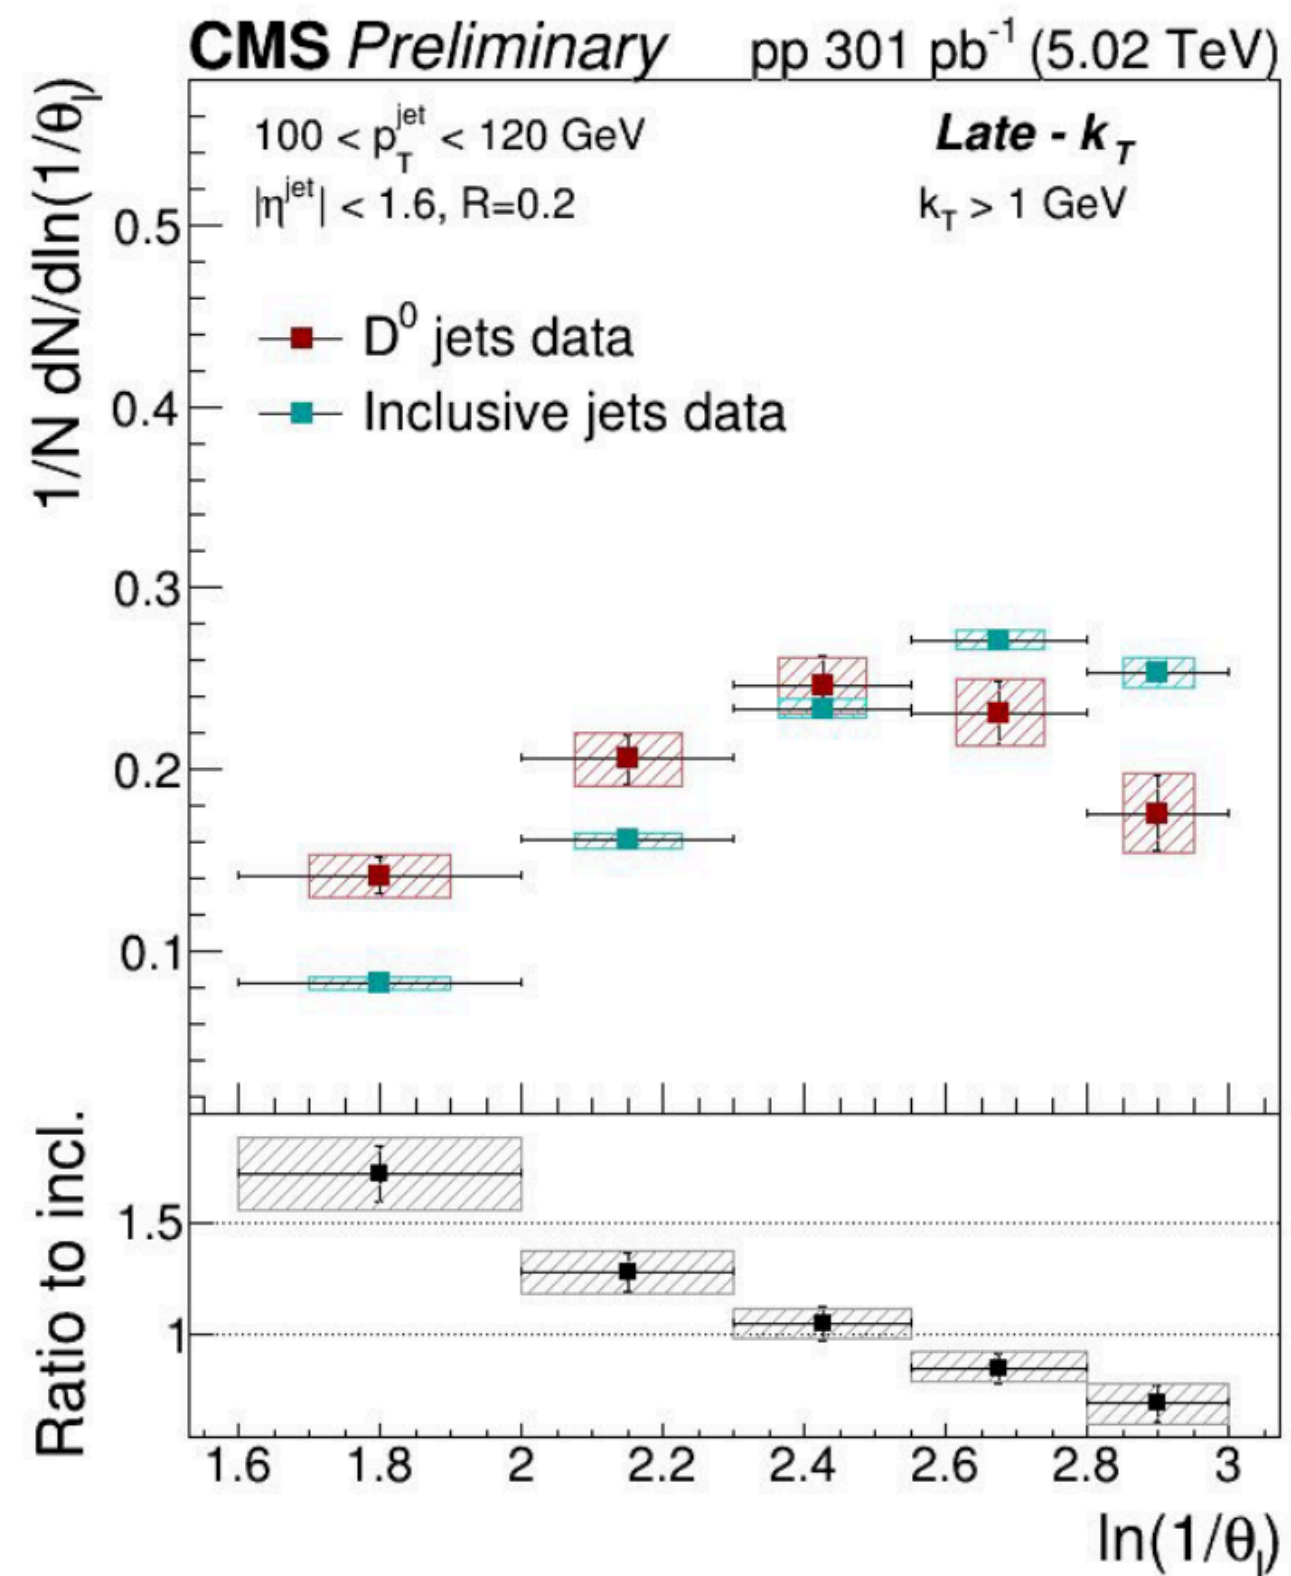 CMS Preliminary pp 301 pb⁻¹ (5.02 TeV)
1/N dN/dln(1/θₗ)
100 < p_T^jet < 120 GeV
|η^jet| < 1.6, R=0.2
Late - k_T
k_T > 1 GeV
D⁰ jets data
Inclusive jets data
0.5
0.4
0.3
0.2
0.1
Ratio to incl.
1.5
1
1.6 1.8 2 2.2 2.4 2.6 2.8 3
ln(1/θₗ)